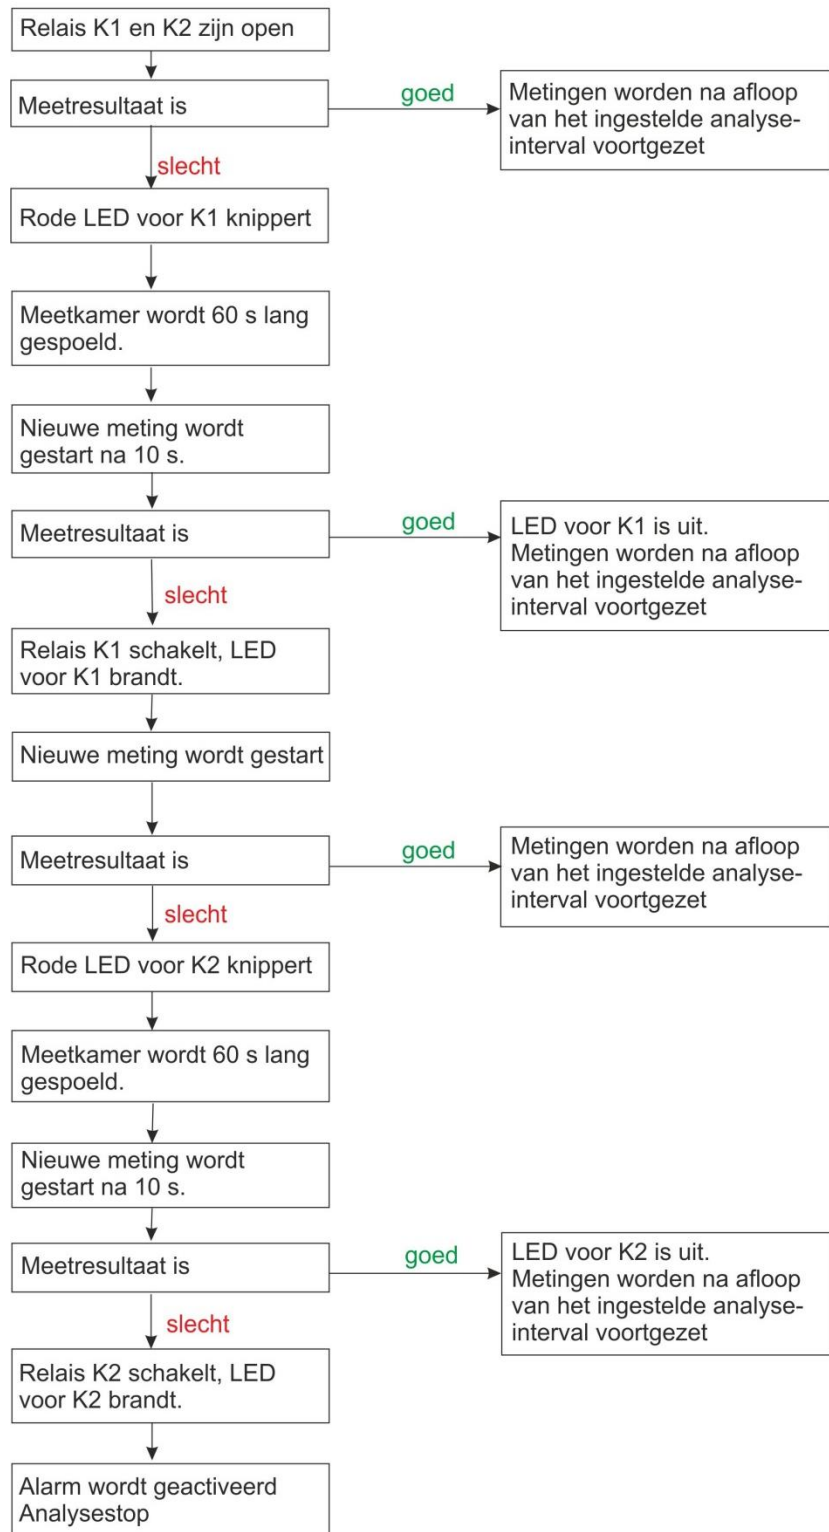 Relais K1 en K2 zijn open
Meetresultaat is
goed
Metingen worden na afloop
van het ingestelde analyse-
interval voortgezet
slecht
Rode LED voor K1 knippert
Meetkamer wordt 60 s lang
gespoeld.
Nieuwe meting wordt
gestart na 10 s.
Meetresultaat is
goed
LED voor K1 is uit.
Metingen worden na afloop
van het ingestelde analyse-
interval voortgezet
slecht
Relais K1 schakelt, LED
voor K1 brandt.
Nieuwe meting wordt gestart
Meetresultaat is
goed
Metingen worden na afloop
van het ingestelde analyse-
interval voortgezet
slecht
Rode LED voor K2 knippert
Meetkamer wordt 60 s lang
gespoeld.
Nieuwe meting wordt
gestart na 10 s.
Meetresultaat is
goed
LED voor K2 is uit.
Metingen worden na afloop
van het ingestelde analyse-
interval voortgezet
slecht
Relais K2 schakelt, LED
voor K2 brandt.
Alarm wordt geactiveerd
Analysestop